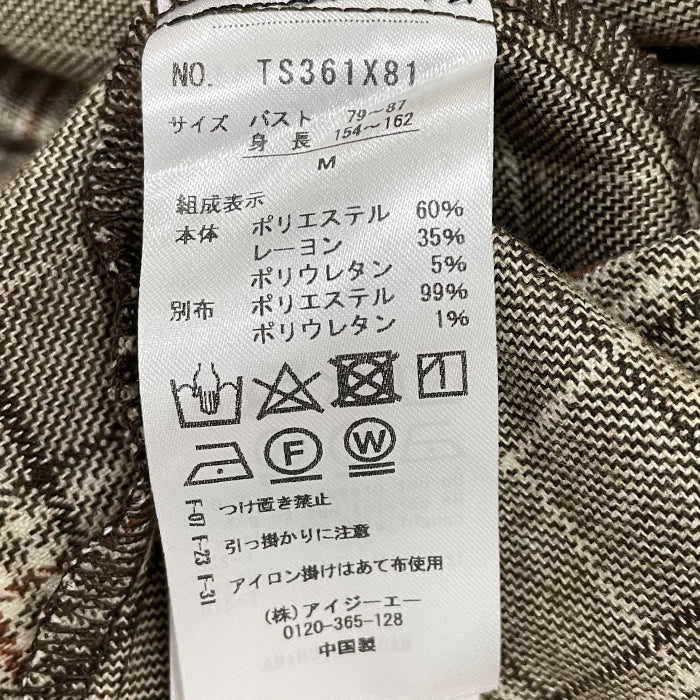 NO. TS361X81
サイズ バスト 79〜87
身長 154〜162
M
組成表示
本体 ポリエステル 60%
レーヨン 35%
ポリウレタン 5%
別布 ポリエステル 99%
ポリウレタン 1%
F W
F-01 つけ置き禁止
F-23 引っ掛かりに注意
F-31 アイロン掛けはあて布使用
(株)アイジーエー
0120-365-128
中国製